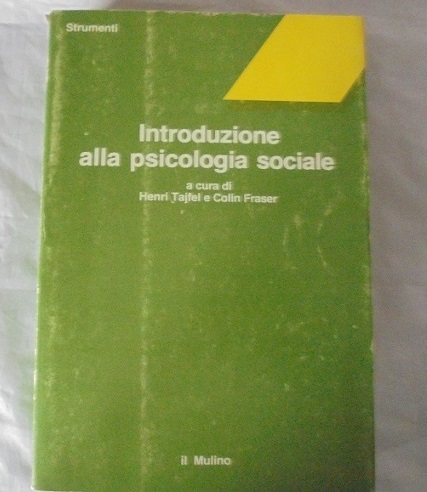 Strumenti
Introduzione
alla psicologia sociale
a cura di
Henri Tajfel e Colin Fraser
il Mulino